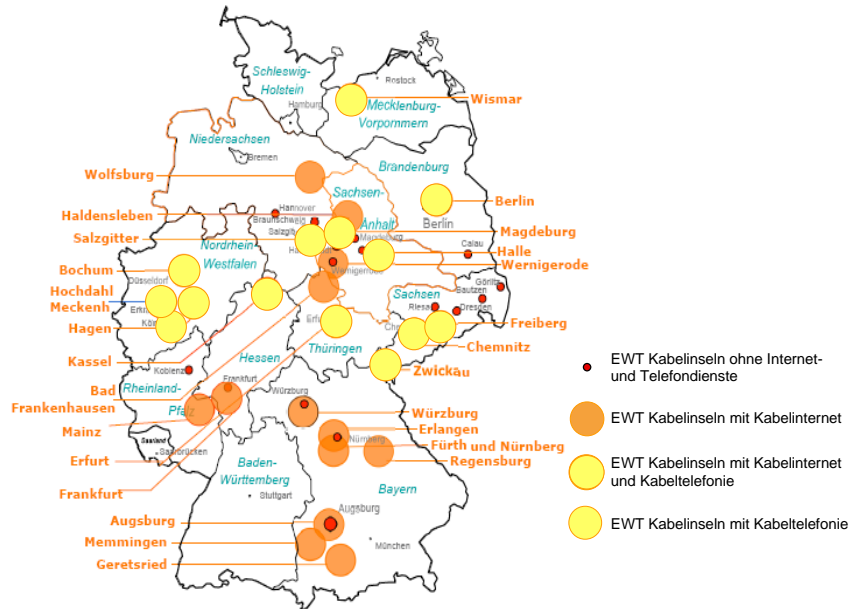 Schleswig-
Holstein
Hamburg
Rostock
Mecklenburg-
Vorpommern
Wismar
Niedersachsen
Bremen
Wolfsburg
Brandenburg
Sachsen-
Anhalt
Berlin
Berlin
Haldensleben
Hannover
Braunschweig
Salzgitter
Salzgib
Magdeburg
Magdeburg
Nordrhein
Westfalen
Calau
Halle
Wernigerode
Wernigerode
Bochum
Düsseldorf
Hochdahl
Meckenh
Görlitz
Bautzen
Sachsen
Riesa
Dresden
Hagen
Freiberg
Chemnitz
Thüringen
Hessen
Kassel
Zwickau
Koblenz
Rheinland-
Pfalz
Frankfurt
Bad
Frankenhausen
Würzburg
Würzburg
Mainz
Erlangen
Fürth und Nürnberg
Nürnberg
Regensburg
Erfurt
Saarland
Saarbrücken
Baden-
Württemberg
Frankfurt
Stuttgart
Bayern
Augsburg
Augsburg
Memmingen
München
Geretsried
EWT Kabelinseln ohne Internet-
und Telefondienste
EWT Kabelinseln mit Kabelinternet
EWT Kabelinseln mit Kabelinternet
und Kabeltelefonie
EWT Kabelinseln mit Kabeltelefonie